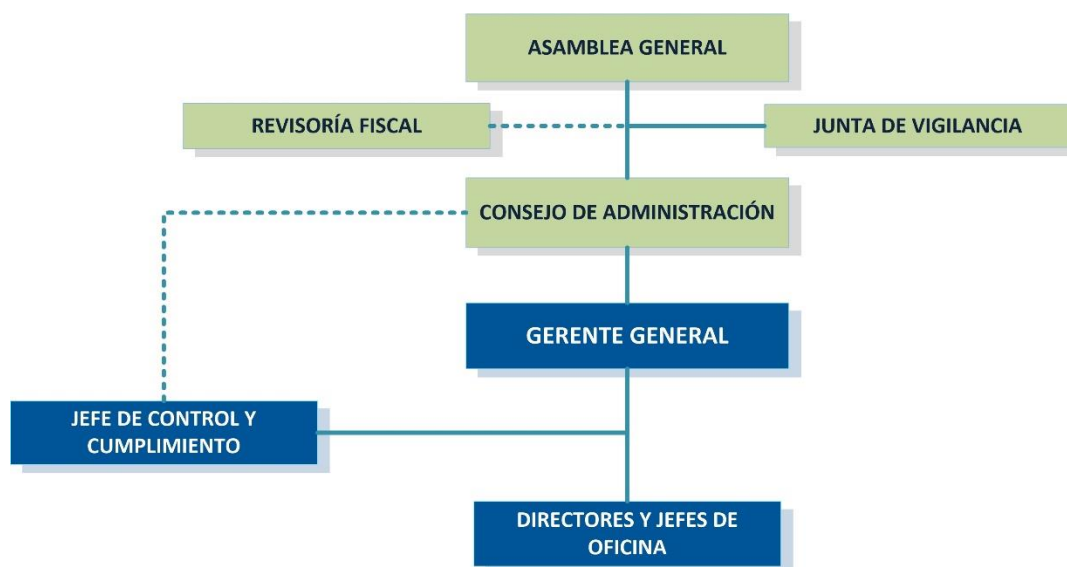 ASAMBLEA GENERAL
REVISORÍA FISCAL
JUNTA DE VIGILANCIA
CONSEJO DE ADMINISTRACIÓN
GERENTE GENERAL
JEFE DE CONTROL Y
CUMPLIMIENTO
DIRECTORES Y JEFES DE
OFICINA